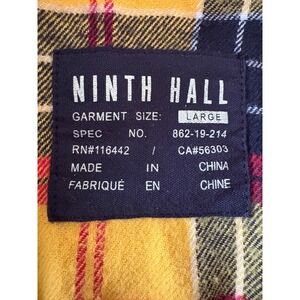 NINTH HALL
GARMENT SIZE: LARGE
SPEC NO. 862-19-214
RN#116442 / CA#56303
MADE IN CHINA
FABRIQUÉ EN CHINE